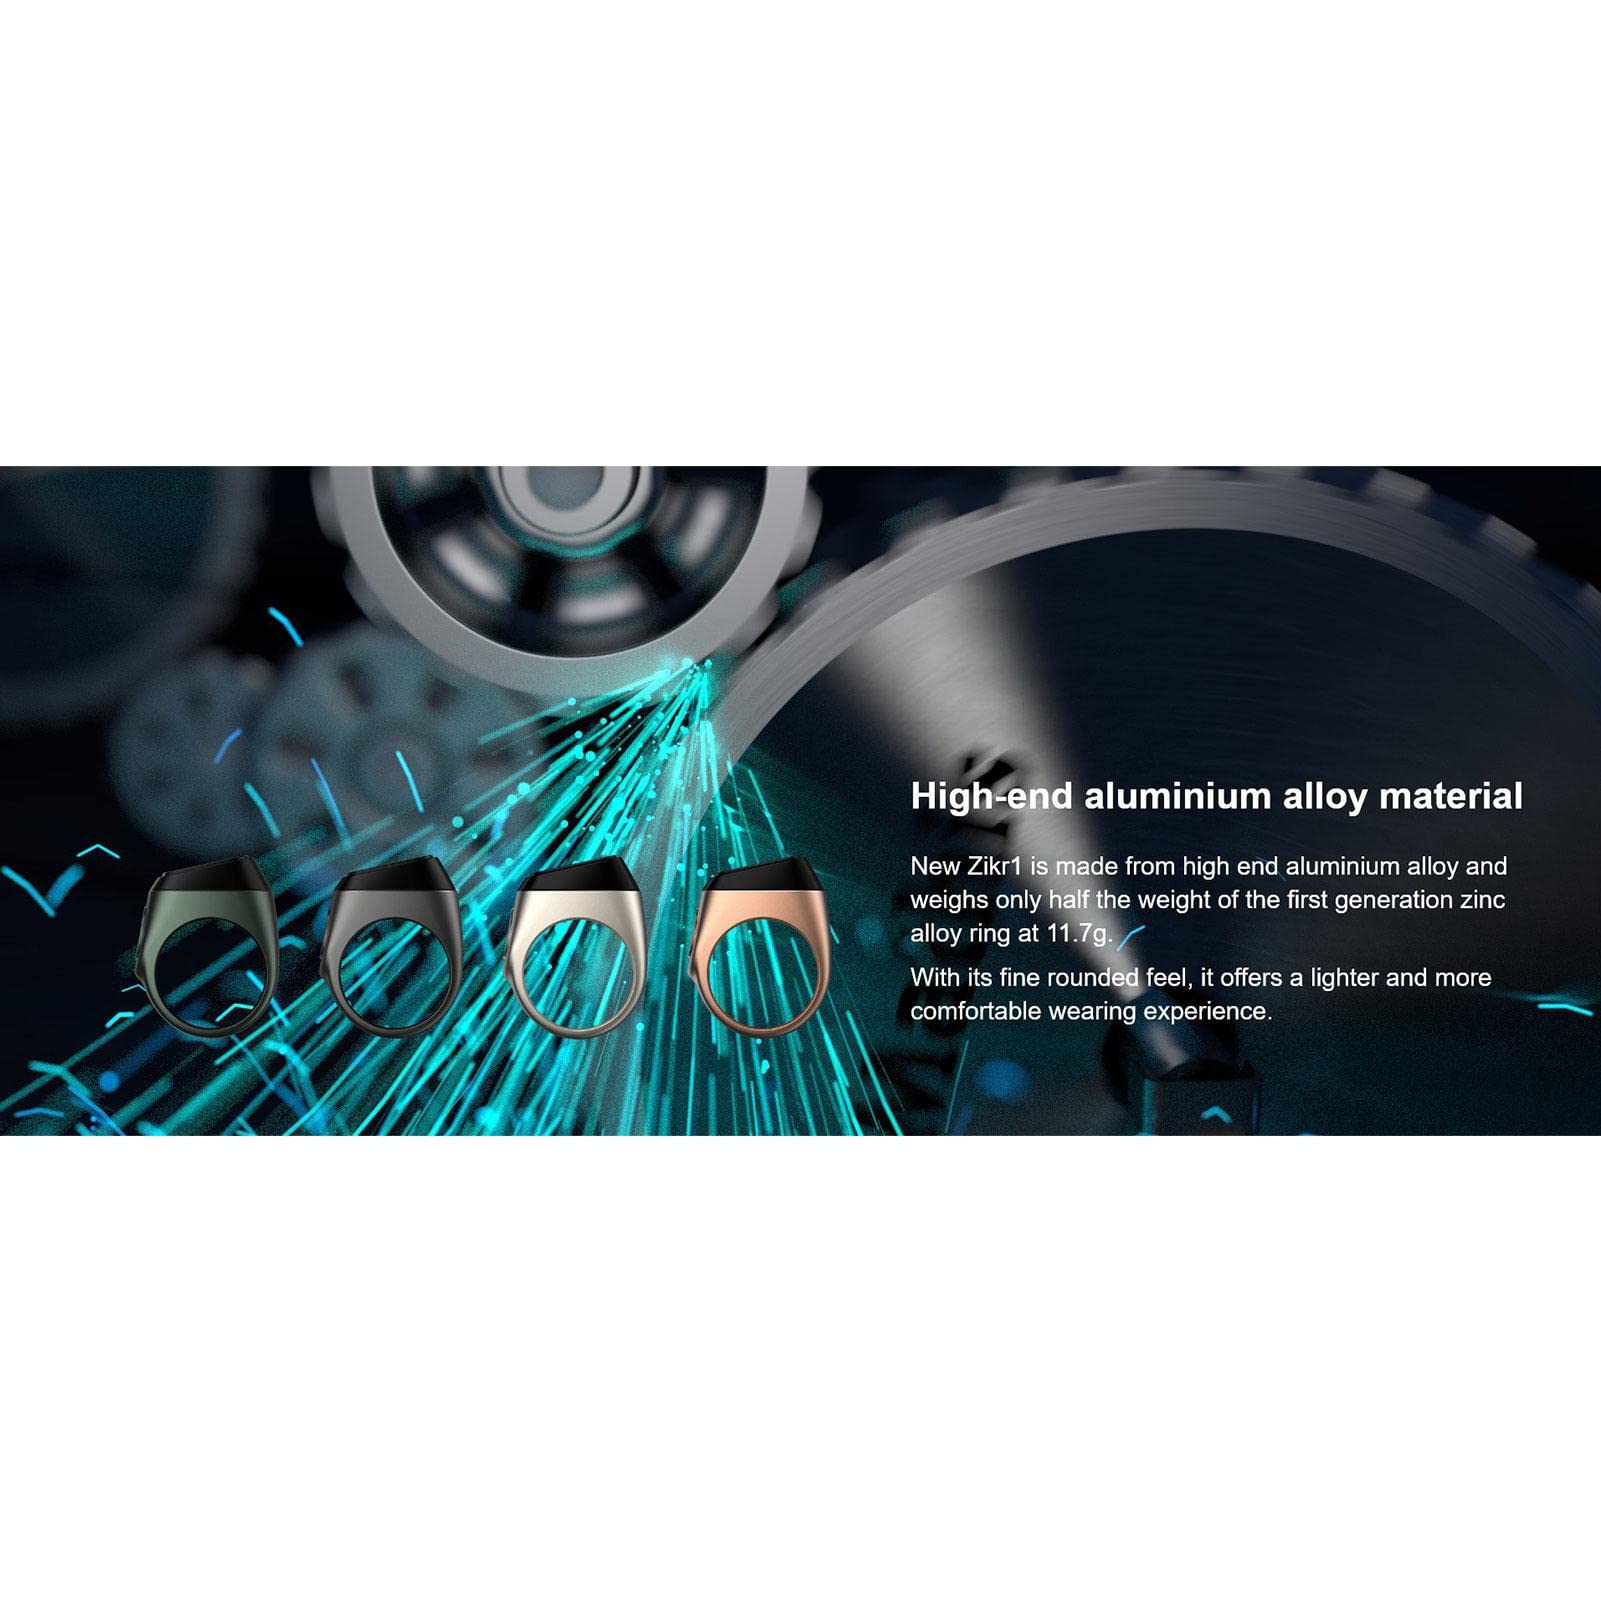 High-end aluminium alloy material
New Zikr1 is made from high end aluminium alloy and
weighs only half the weight of the first generation zinc
alloy ring at 11.7g.
With its fine rounded feel, it offers a lighter and more
comfortable wearing experience.